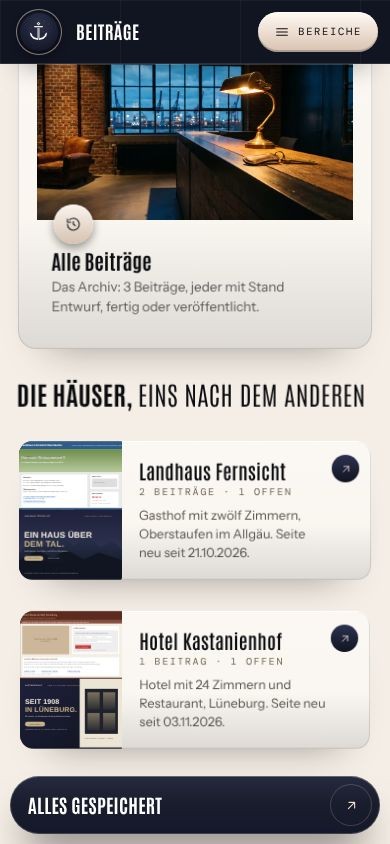 BEITRÄGE
BEREICHE
Alle Beiträge
Das Archiv: 3 Beiträge, jeder mit Stand
Entwurf, fertig oder veröffentlicht.
DIE HÄUSER, EINS NACH DEM ANDEREN
EIN HAUS ÜBER
DEM TAL.
Landhaus Fernsicht
2 BEITRÄGE · 1 OFFEN
Gasthof mit zwölf Zimmern,
Oberstaufen im Allgäu. Seite
neu seit 21.10.2026.
SEIT 1908
IN LÜNEBURG.
Hotel Kastanienhof
1 BEITRAG · 1 OFFEN
Hotel mit 24 Zimmern und
Restaurant, Lüneburg. Seite neu
seit 03.11.2026.
ALLES GESPEICHERT